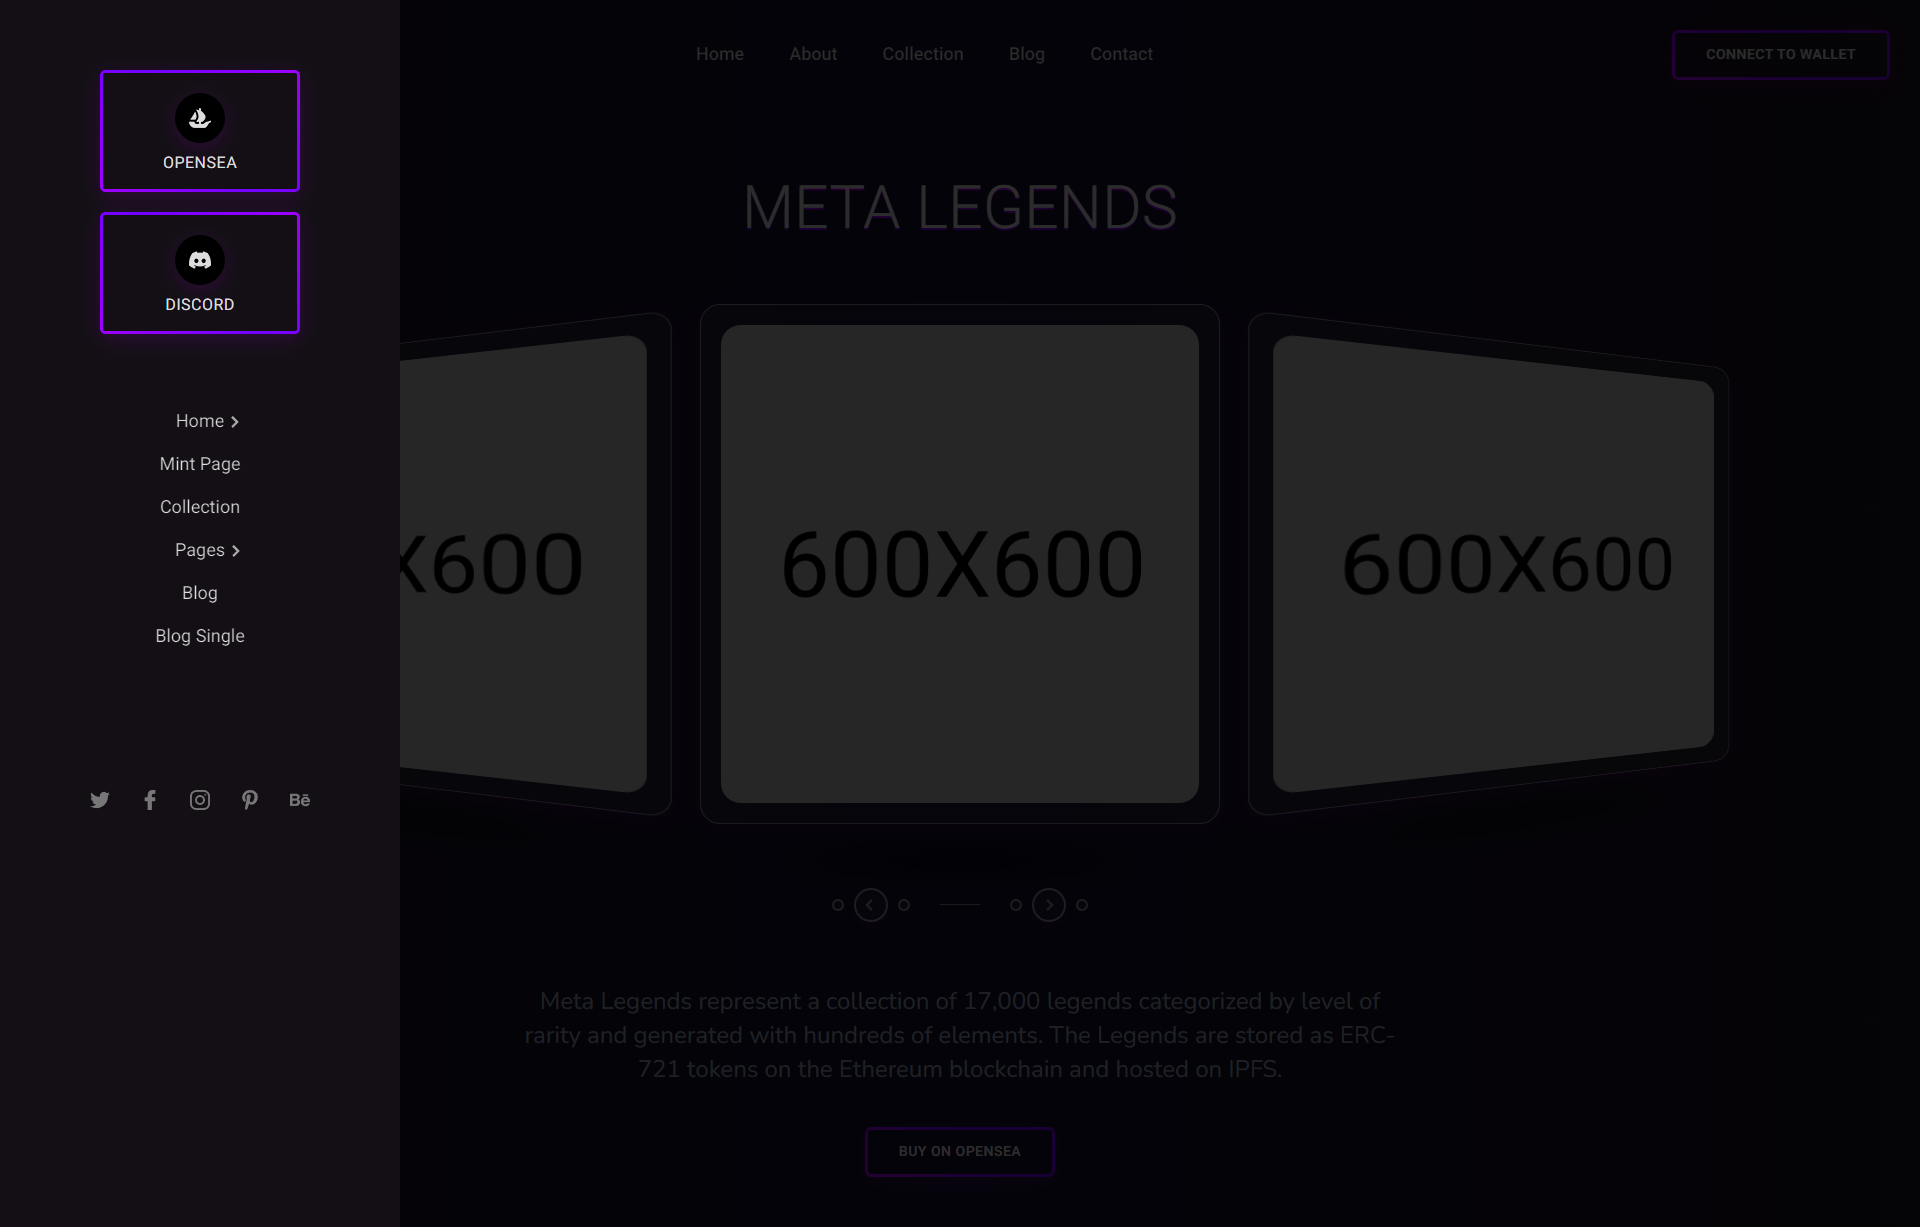 OPENSEA
DISCORD
Home
Mint Page
Collection
Pages
Blog
Blog Single
Bē
Home About Collection Blog Contact
CONNECT TO WALLET
META LEGENDS
X600
600X600
600X600
Meta Legends represent a collection of 17,000 legends categorized by level of
rarity and generated with hundreds of elements. The Legends are stored as ERC-
721 tokens on the Ethereum blockchain and hosted on IPFS.
BUY ON OPENSEA